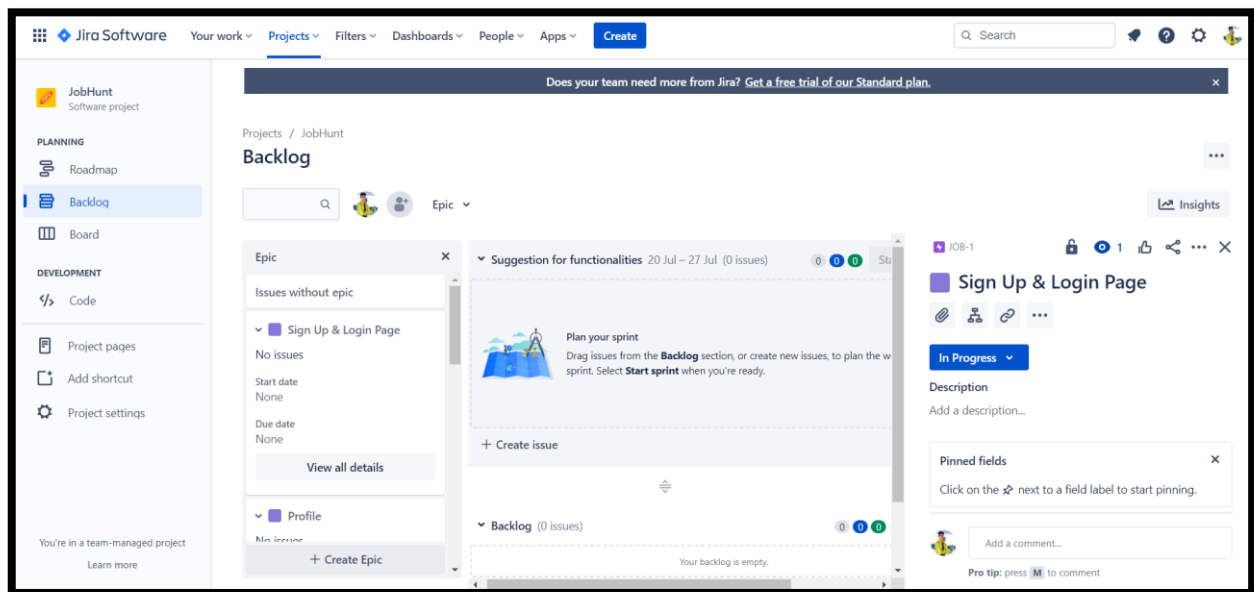 Jira Software Your work Projects Filters Dashboards People Apps Create Search
Does your team need more from Jira? Get a free trial of our Standard plan. ×
JobHunt
Software project
PLANNING
Roadmap
Backlog
Board
DEVELOPMENT
Code
Project pages
Add shortcut
Project settings
You're in a team-managed project
Learn more
Projects / JobHunt
Backlog
Epic
Insights
Epic
Issues without epic
Sign Up & Login Page
No issues
Start date
None
Due date
None
View all details
Profile
No issues
+ Create Epic
Suggestion for functionalities 20 Jul – 27 Jul (0 issues) 0 0 0 Sta
Plan your sprint
Drag issues from the Backlog section, or create new issues, to plan the w
sprint. Select Start sprint when you're ready.
+ Create issue
Backlog (0 issues) 0 0 0
Your backlog is empty.
JOB-1 1
Sign Up & Login Page
In Progress
Description
Add a description...
Pinned fields
Click on the next to a field label to start pinning.
Add a comment...
Pro tip: press M to comment